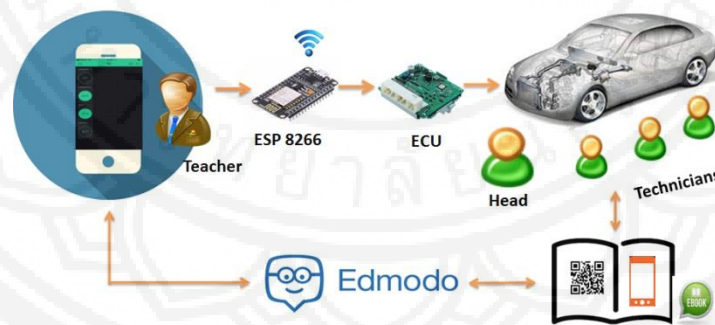 Teacher
ESP 8266
ECU
Head
Technicians
Edmodo
EBOOK